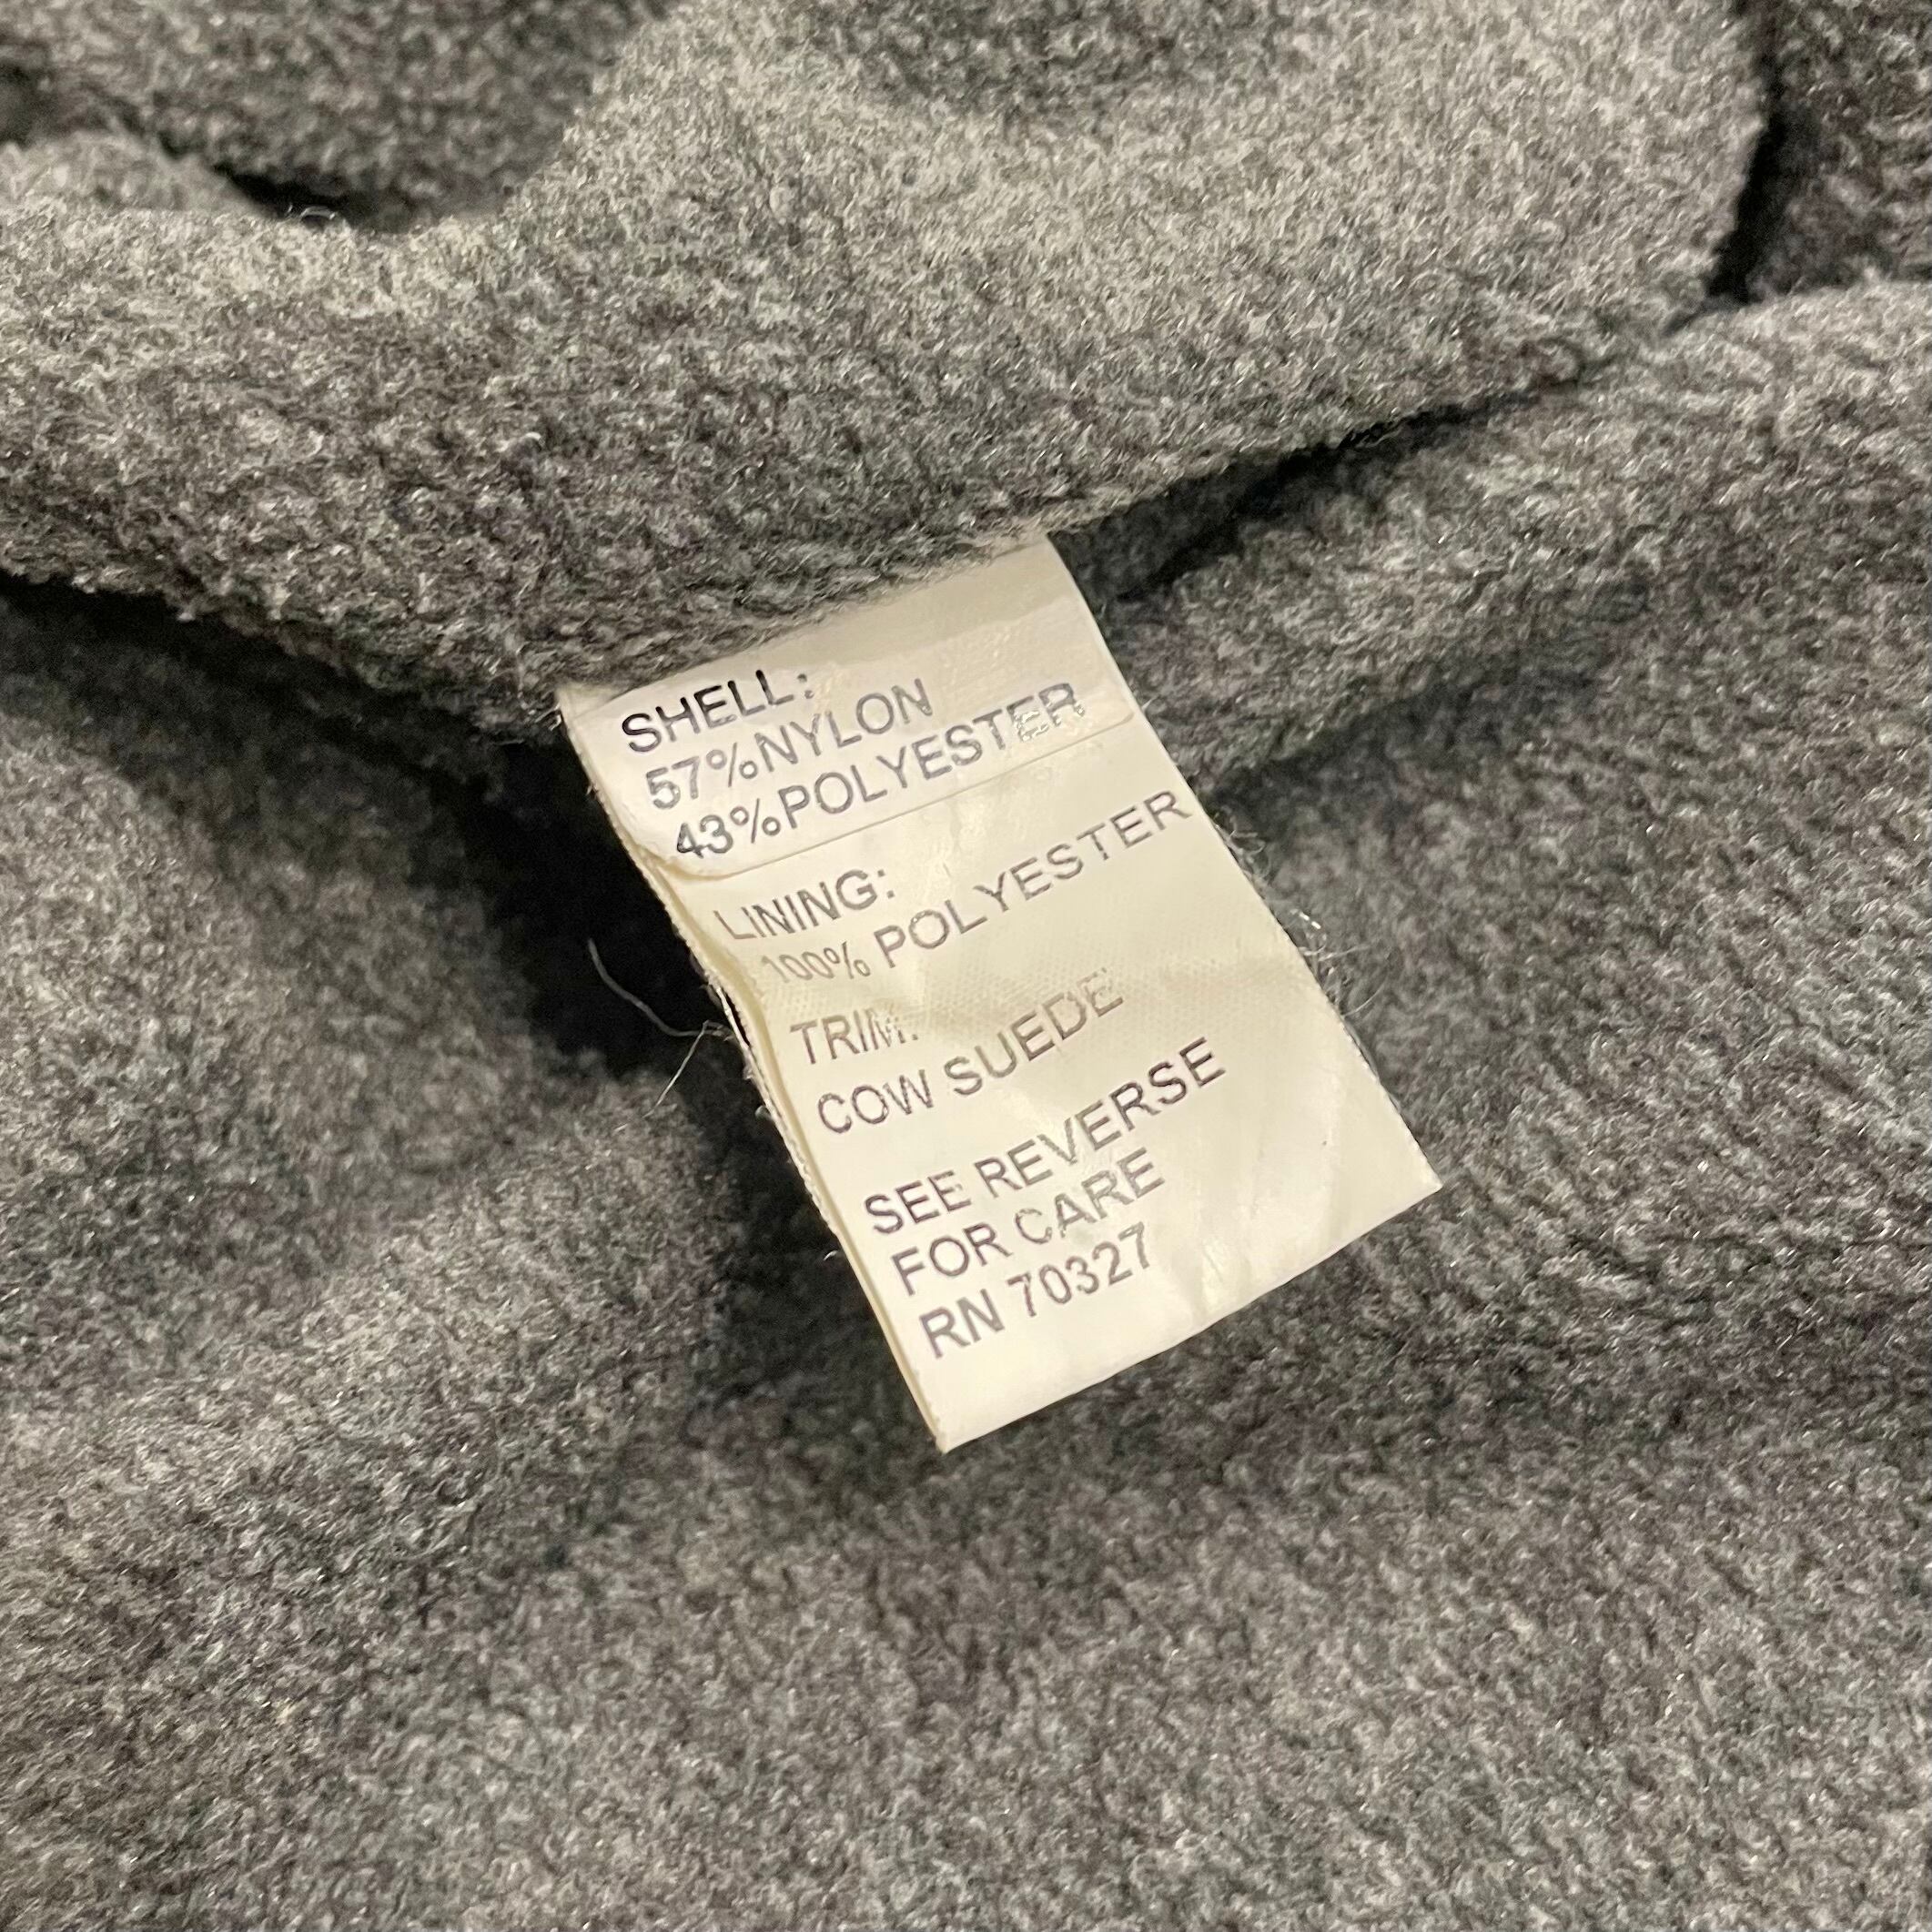 SHELL:
57%NYLON
43%POLYESTER
LINING:
100% POLYESTER
TRIM:
COW SUEDE
SEE REVERSE
FOR CARE
RN 70327